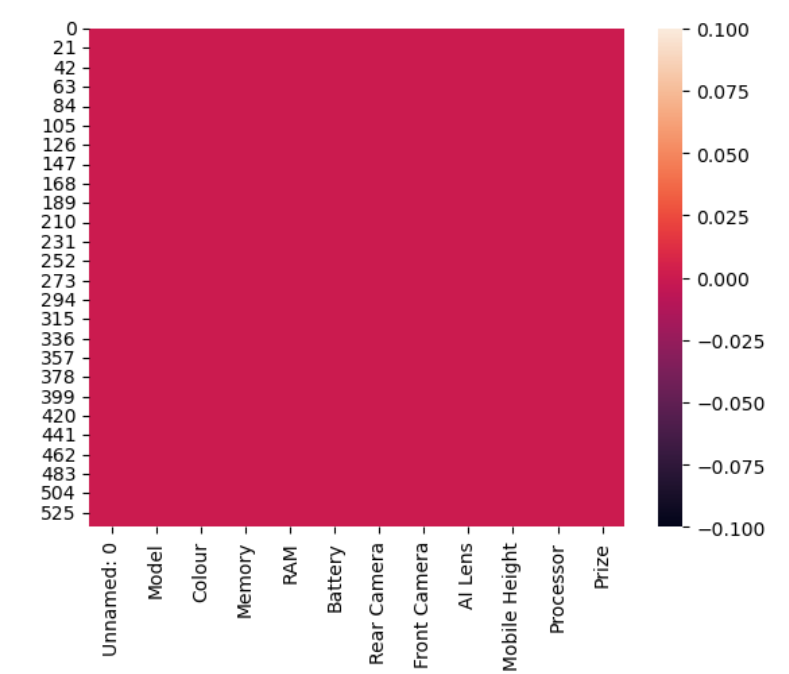 0
21
42
63
84
105
126
147
168
189
210
231
252
273
294
315
336
357
378
399
420
441
462
483
504
525
Unnamed: 0
Model
Colour
Memory
RAM
Battery
Rear Camera
Front Camera
AI Lens
Mobile Height
Processor
Prize
0.100
0.075
0.050
0.025
0.000
−0.025
−0.050
−0.075
−0.100